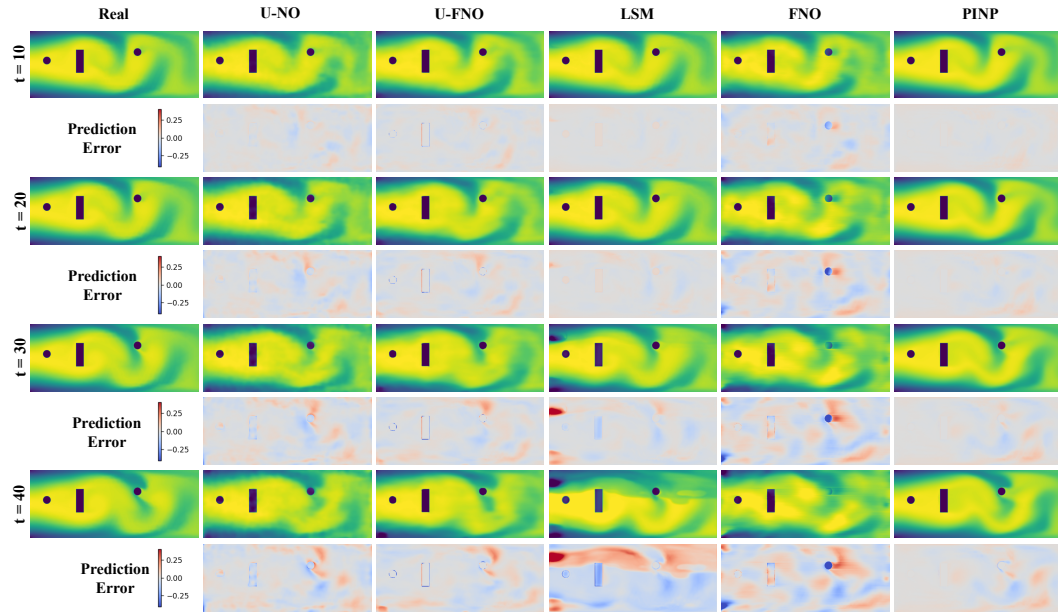 Real U-NO U-FNO LSM FNO PINP
t = 10
Prediction
Error
0.25
0.00
−0.25
t = 20
Prediction
Error
0.25
0.00
−0.25
t = 30
Prediction
Error
0.25
0.00
−0.25
t = 40
Prediction
Error
0.25
0.00
−0.25